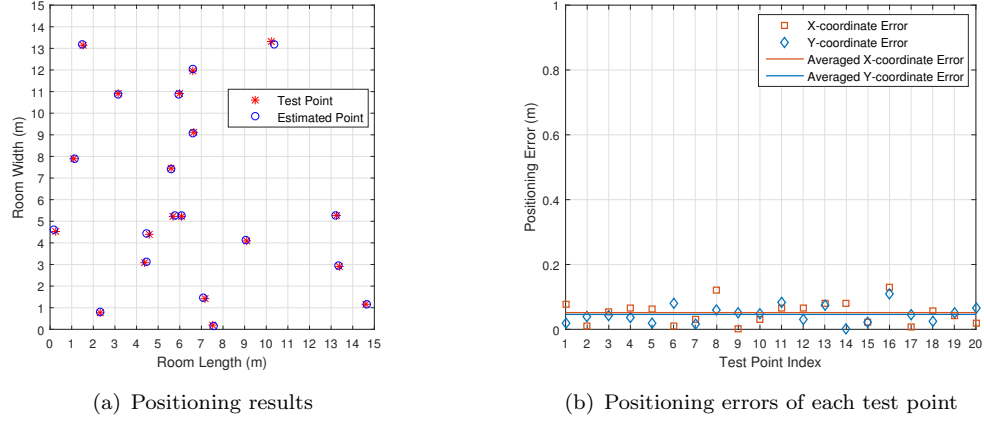 15
14
13
12
11
10
9
8
7
6
5
4
3
2
1
0
Room Width (m)
0 1 2 3 4 5 6 7 8 9 10 11 12 13 14 15
Room Length (m)
Test Point
Estimated Point
(a) Positioning results
1
0.8
0.6
0.4
0.2
0
Positioning Error (m)
1 2 3 4 5 6 7 8 9 10 11 12 13 14 15 16 17 18 19 20
Test Point Index
X-coordinate Error
Y-coordinate Error
Averaged X-coordinate Error
Averaged Y-coordinate Error
(b) Positioning errors of each test point